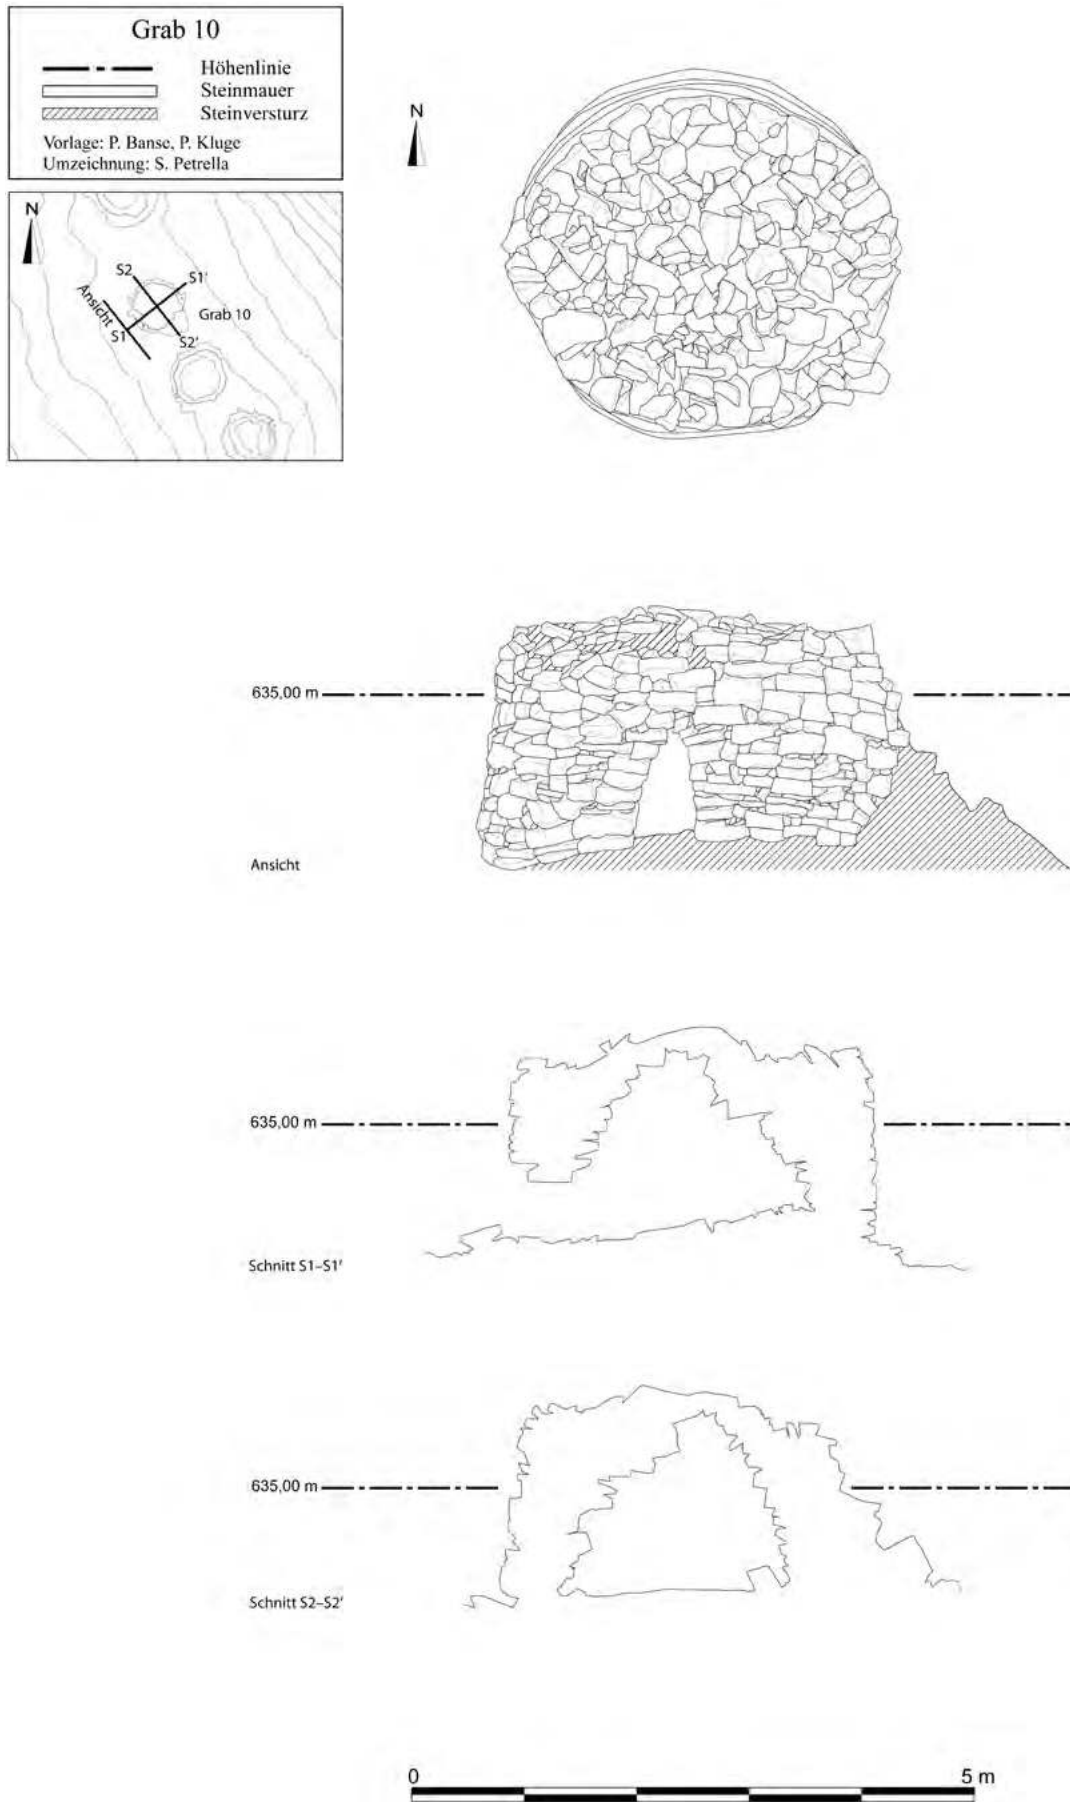 Grab 10
Höhenlinie
Steinmauer
Steinversturz
Vorlage: P. Banse, P. Kluge
Umzeichnung: S. Petrella
N
S2
S1'
Ansicht
Grab 10
S1
S2'
N
635,00 m
Ansicht
635,00 m
Schnitt S1–S1'
635,00 m
Schnitt S2–S2'
0 5 m